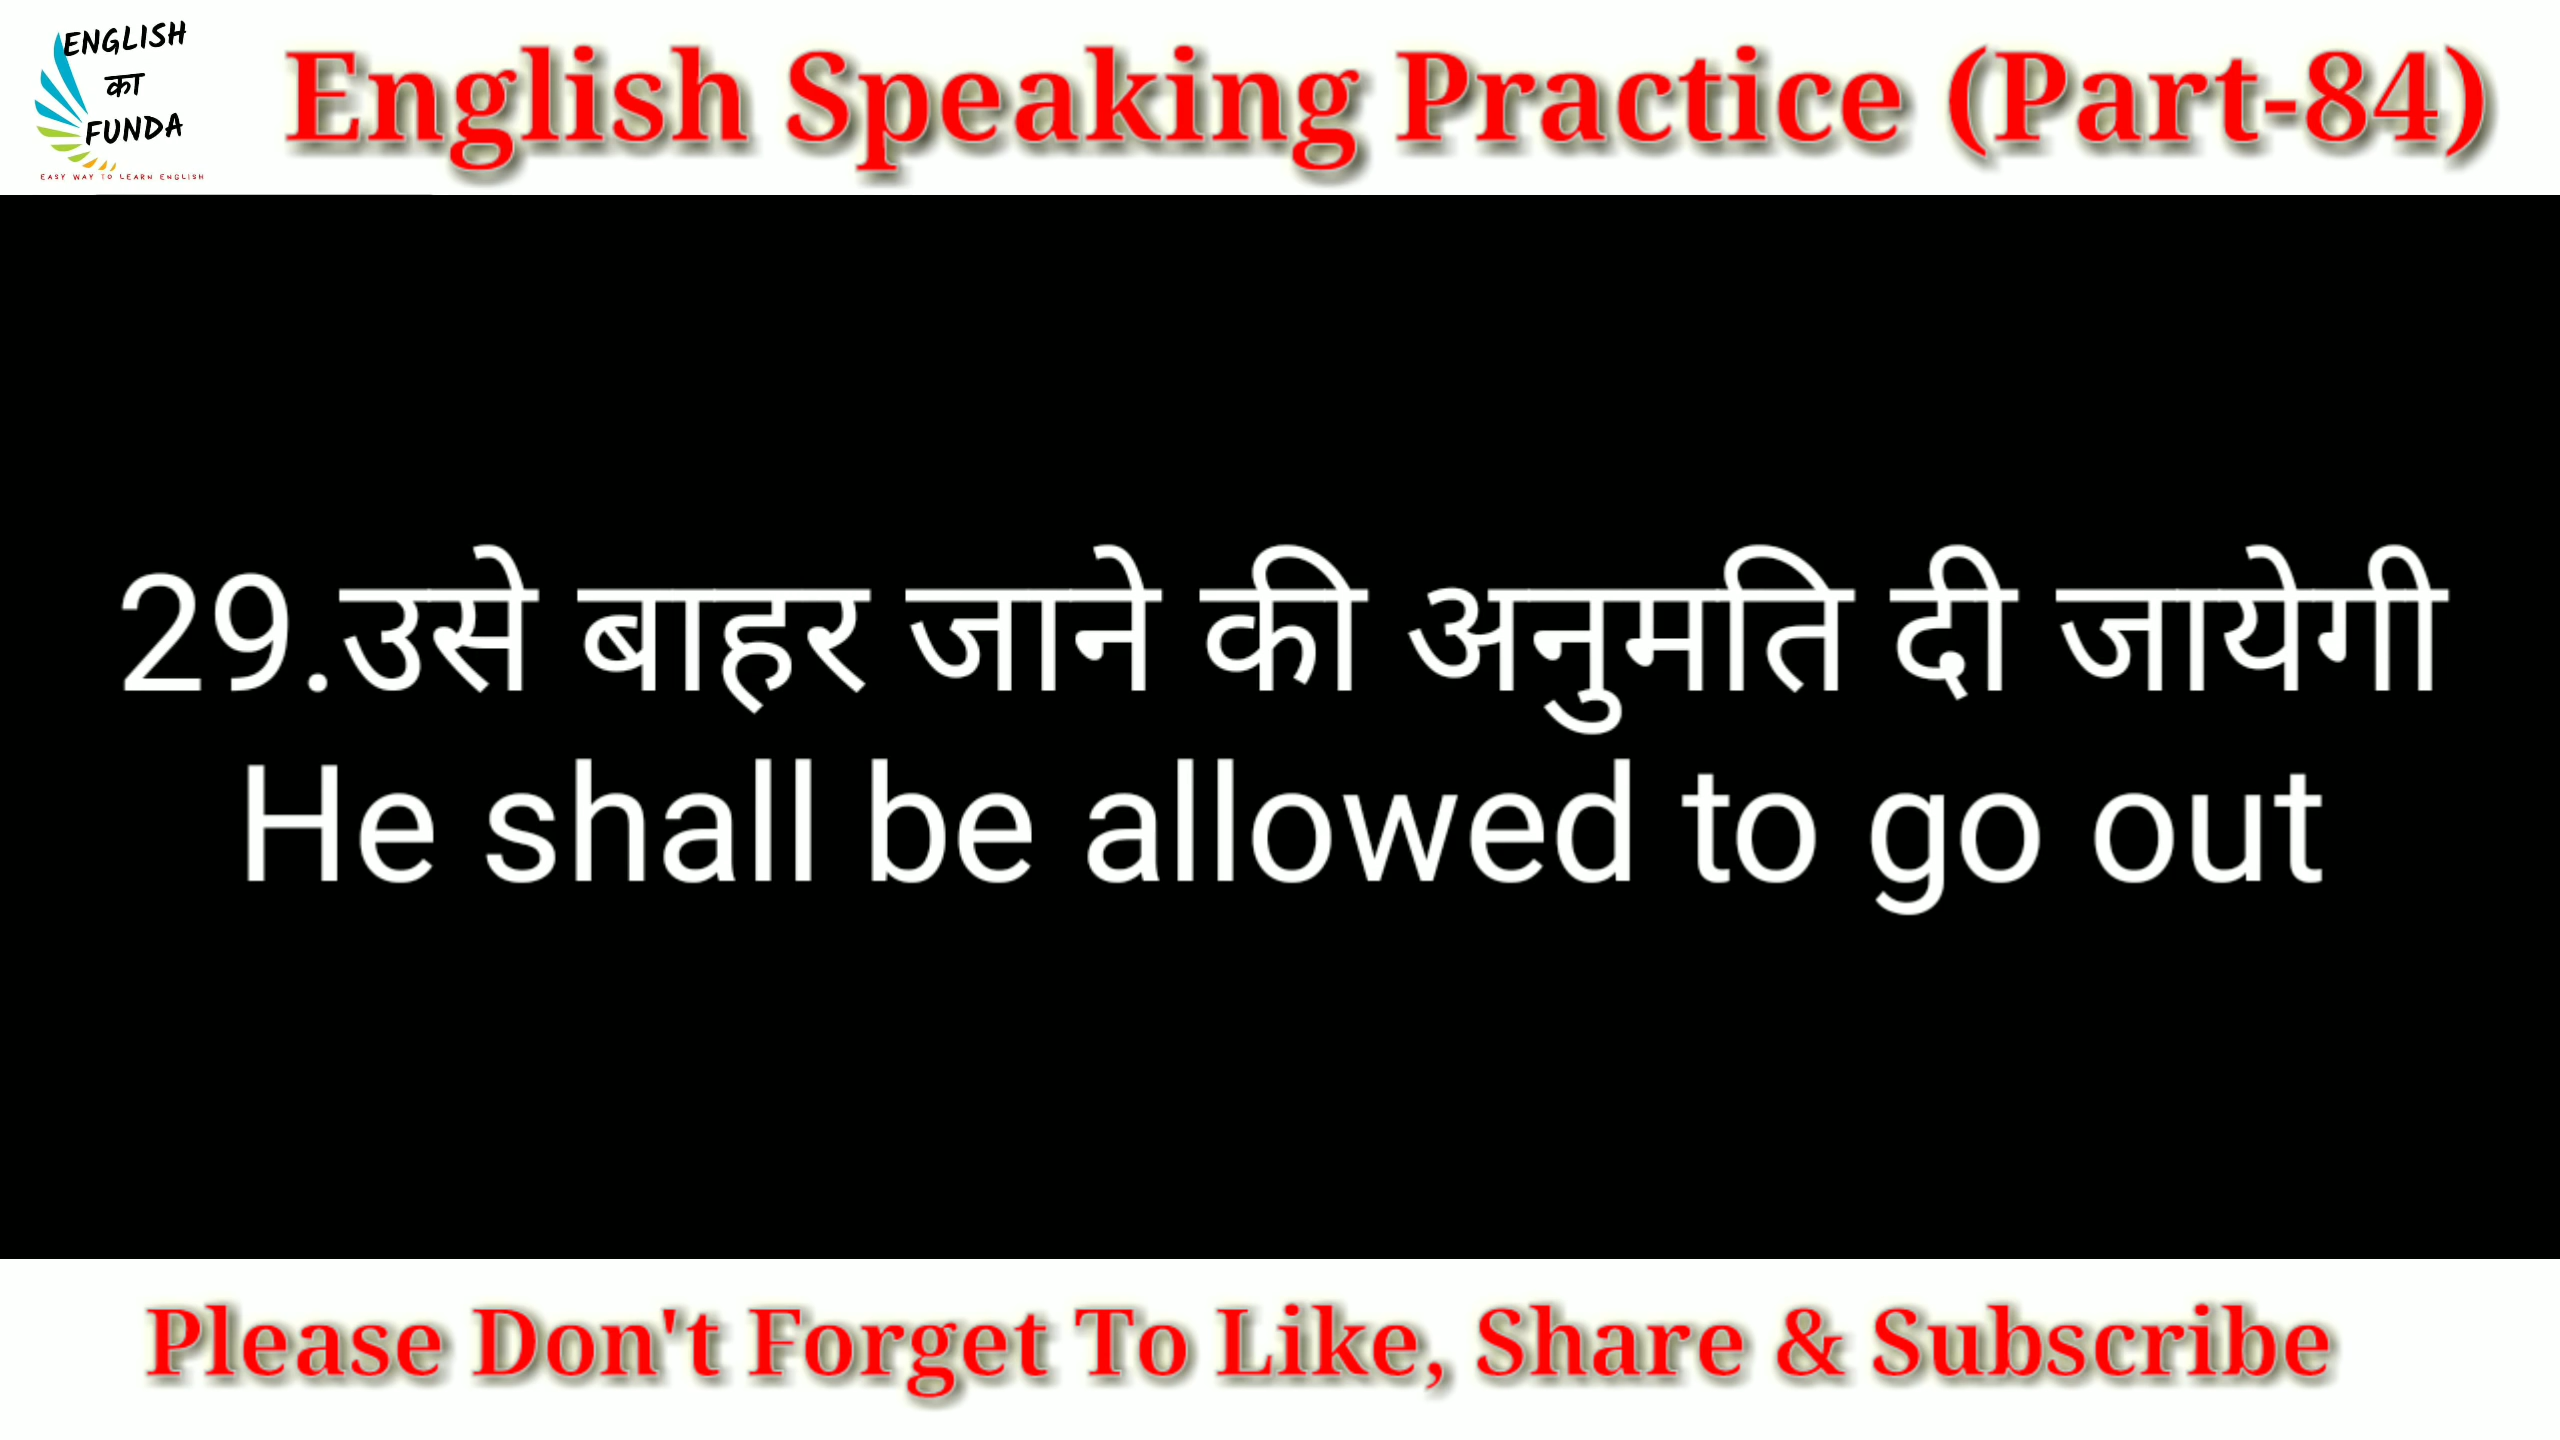 ENGLISH
का
FUNDA
EASY WAY TO LEARN ENGLISH
English Speaking Practice (Part-84)
29.उसे बाहर जाने की अनुमति दी जायेगी
He shall be allowed to go out
Please Don't Forget To Like, Share & Subscribe